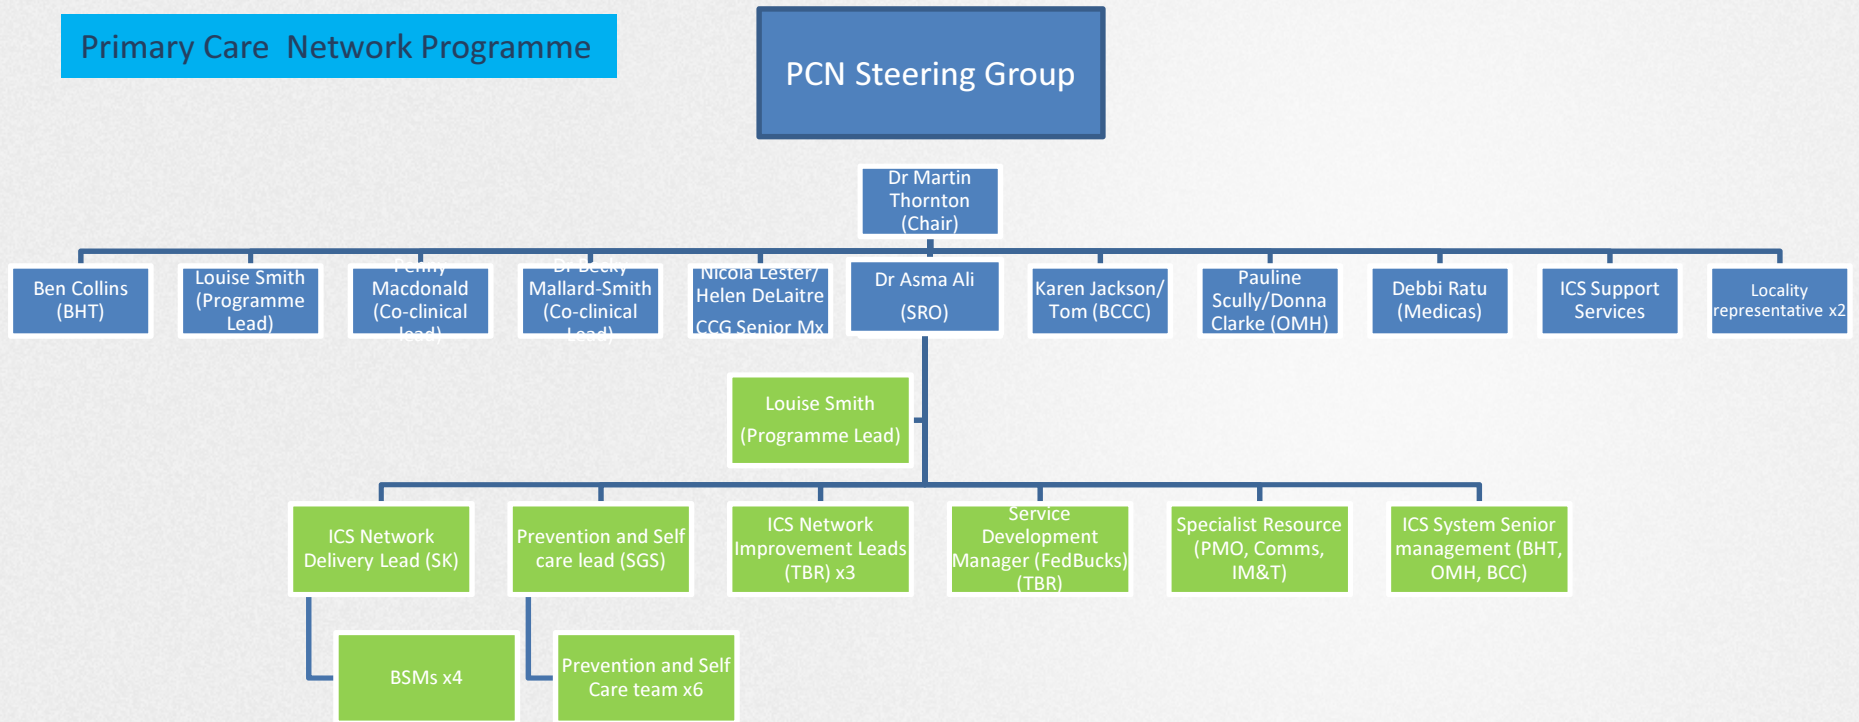 Primary Care Network Programme
PCN Steering Group
Dr Martin
Thornton
(Chair)
Ben Collins
(BHT)
Louise Smith
(Programme
Lead)
Penny
Macdonald
(Co-clinical
lead)
Dr Becky
Mallard-Smith
(Co-clinical
Lead)
Nicola Lester/
Helen DeLaitre
CCG Senior Mx
Dr Asma Ali
(SRO)
Karen Jackson/
Tom (BCCC)
Pauline
Scully/Donna
Clarke (OMH)
Debbi Ratu
(Medicas)
ICS Support
Services
Locality
representative x2
Louise Smith
(Programme Lead)
ICS Network
Delivery Lead (SK)
Prevention and Self
care lead (SGS)
ICS Network
Improvement Leads
(TBR) x3
Service
Development
Manager (FedBucks)
(TBR)
Specialist Resource
(PMO, Comms,
IM&T)
ICS System Senior
management (BHT,
OMH, BCC)
BSMs x4
Prevention and Self
Care team x6